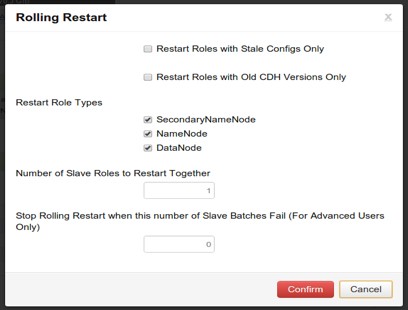 Rolling Restart
x
Restart Roles with Stale Configs Only
Restart Roles with Old CDH Versions Only
Restart Role Types
SecondaryNameNode
NameNode
DataNode
Number of Slave Roles to Restart Together
1
Stop Rolling Restart when this number of Slave Batches Fail (For Advanced Users
Only)
0
Confirm
Cancel